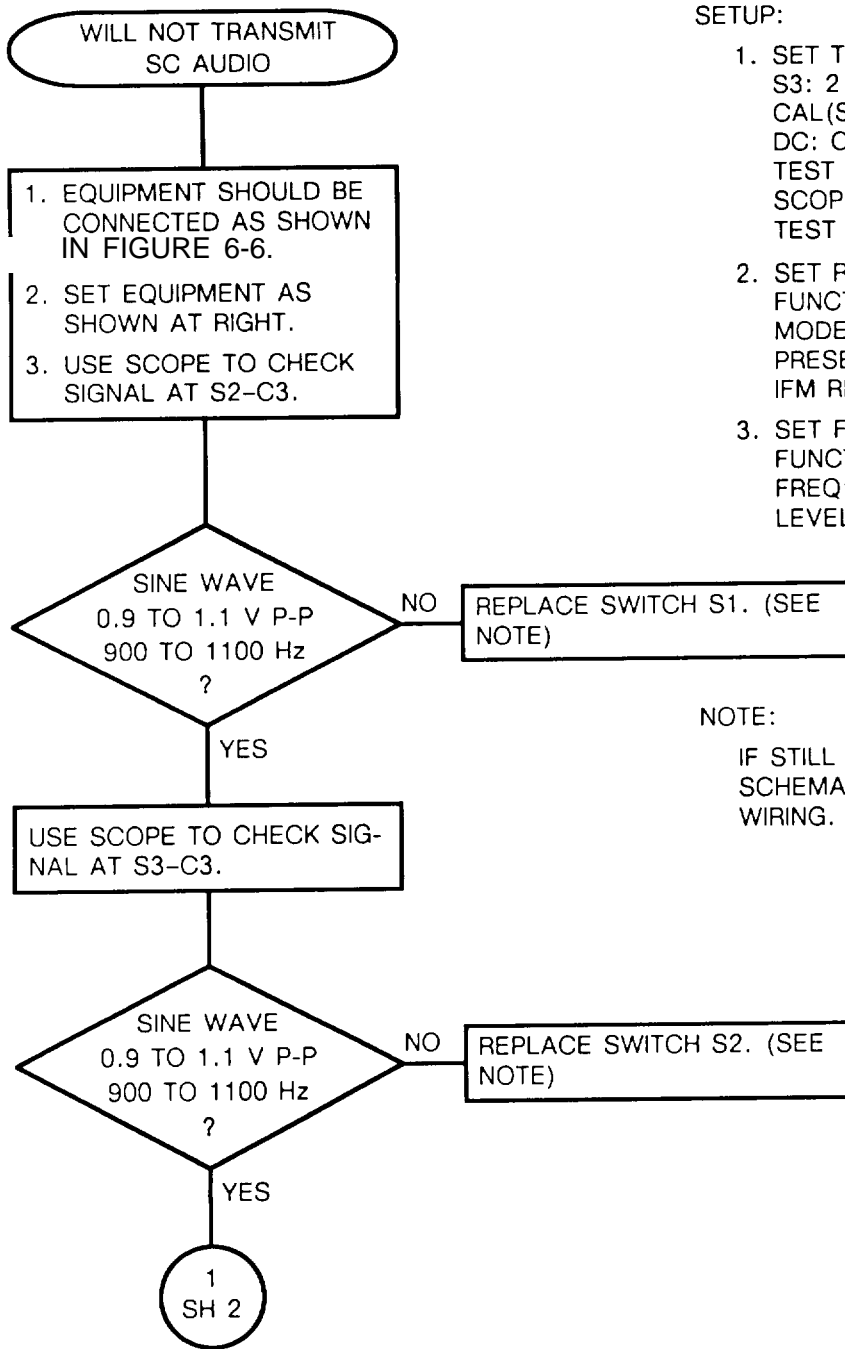 WILL NOT TRANSMIT
SC AUDIO
1. EQUIPMENT SHOULD BE
CONNECTED AS SHOWN
IN FIGURE 6-6.
2. SET EQUIPMENT AS
SHOWN AT RIGHT.
3. USE SCOPE TO CHECK
SIGNAL AT S2-C3.
SINE WAVE
0.9 TO 1.1 V P-P
900 TO 1100 Hz
?
NO
REPLACE SWITCH S1. (SEE
NOTE)
YES
USE SCOPE TO CHECK SIG-
NAL AT S3-C3.
SINE WAVE
0.9 TO 1.1 V P-P
900 TO 1100 Hz
?
NO
REPLACE SWITCH S2. (SEE
NOTE)
YES
1
SH 2
SETUP:
1. SET T
S3: 2
CAL(S
DC: O
TEST
SCOP
TEST
2. SET R
FUNCT
MODE
PRESE
IFM R
3. SET F
FUNCT
FREQ
LEVEL
NOTE:
IF STILL
SCHEMA
WIRING.